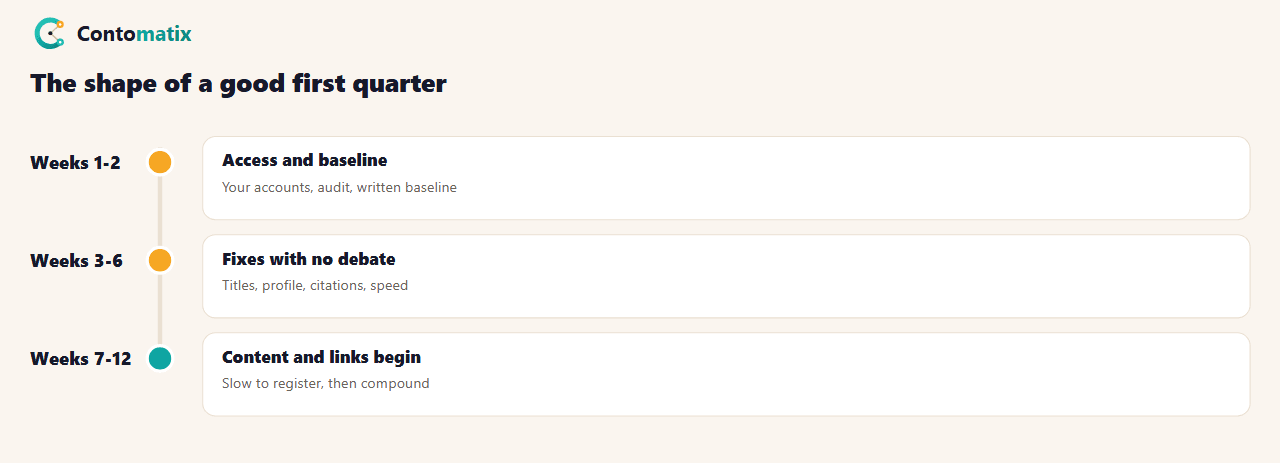 Contomatix
The shape of a good first quarter
Weeks 1-2
Access and baseline
Your accounts, audit, written baseline
Weeks 3-6
Fixes with no debate
Titles, profile, citations, speed
Weeks 7-12
Content and links begin
Slow to register, then compound